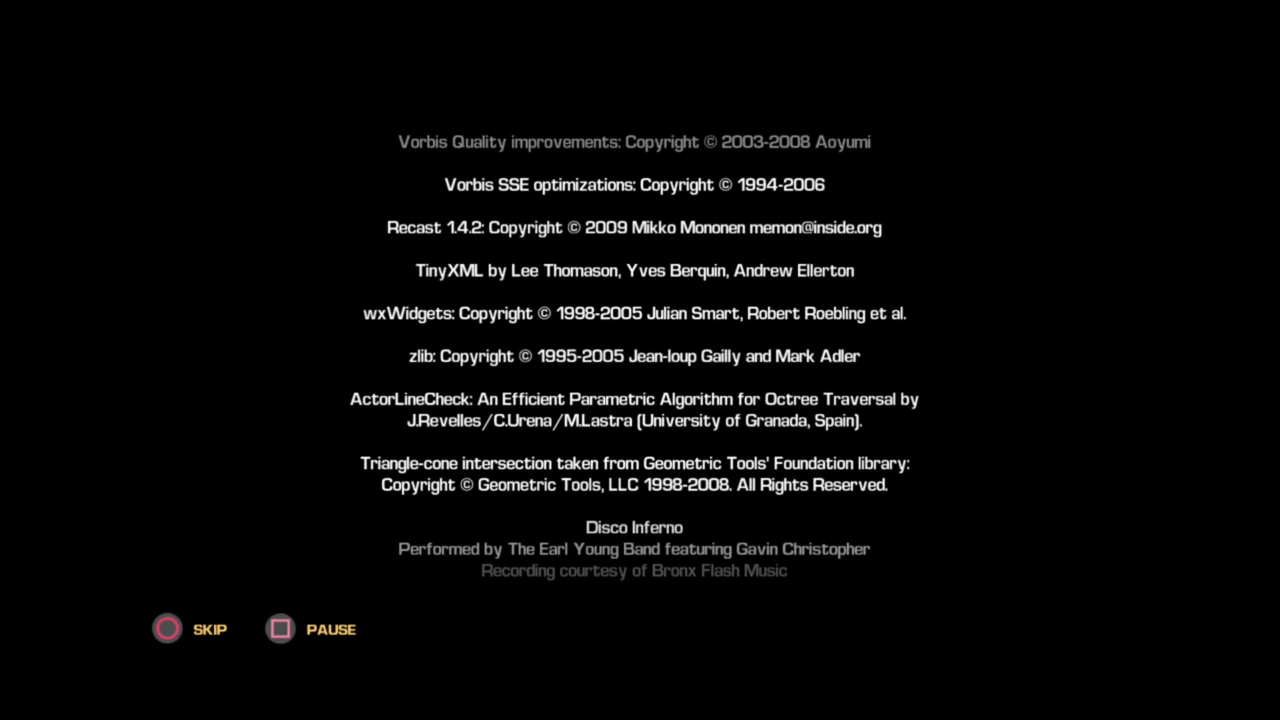 Vorbis Quality improvements: Copyright © 2003-2008 Aoyumi
Vorbis SSE optimizations: Copyright © 1994-2006
Recast 1.4.2: Copyright © 2009 Mikko Mononen memon@inside.org
TinyXML by Lee Thomason, Yves Berquin, Andrew Ellerton
wxWidgets: Copyright © 1998-2005 Julian Smart, Robert Roebling et al.
zlib: Copyright © 1995-2005 Jean-loup Gailly and Mark Adler
ActorLineCheck: An Efficient Parametric Algorithm for Octree Traversal by
J.Revelles/C.Urena/M.Lastra (University of Granada, Spain).
Triangle-cone intersection taken from Geometric Tools' Foundation library:
Copyright © Geometric Tools, LLC 1998-2008. All Rights Reserved.
Disco Inferno
Performed by The Earl Young Band featuring Gavin Christopher
Recording courtesy of Bronx Flash Music
SKIP PAUSE